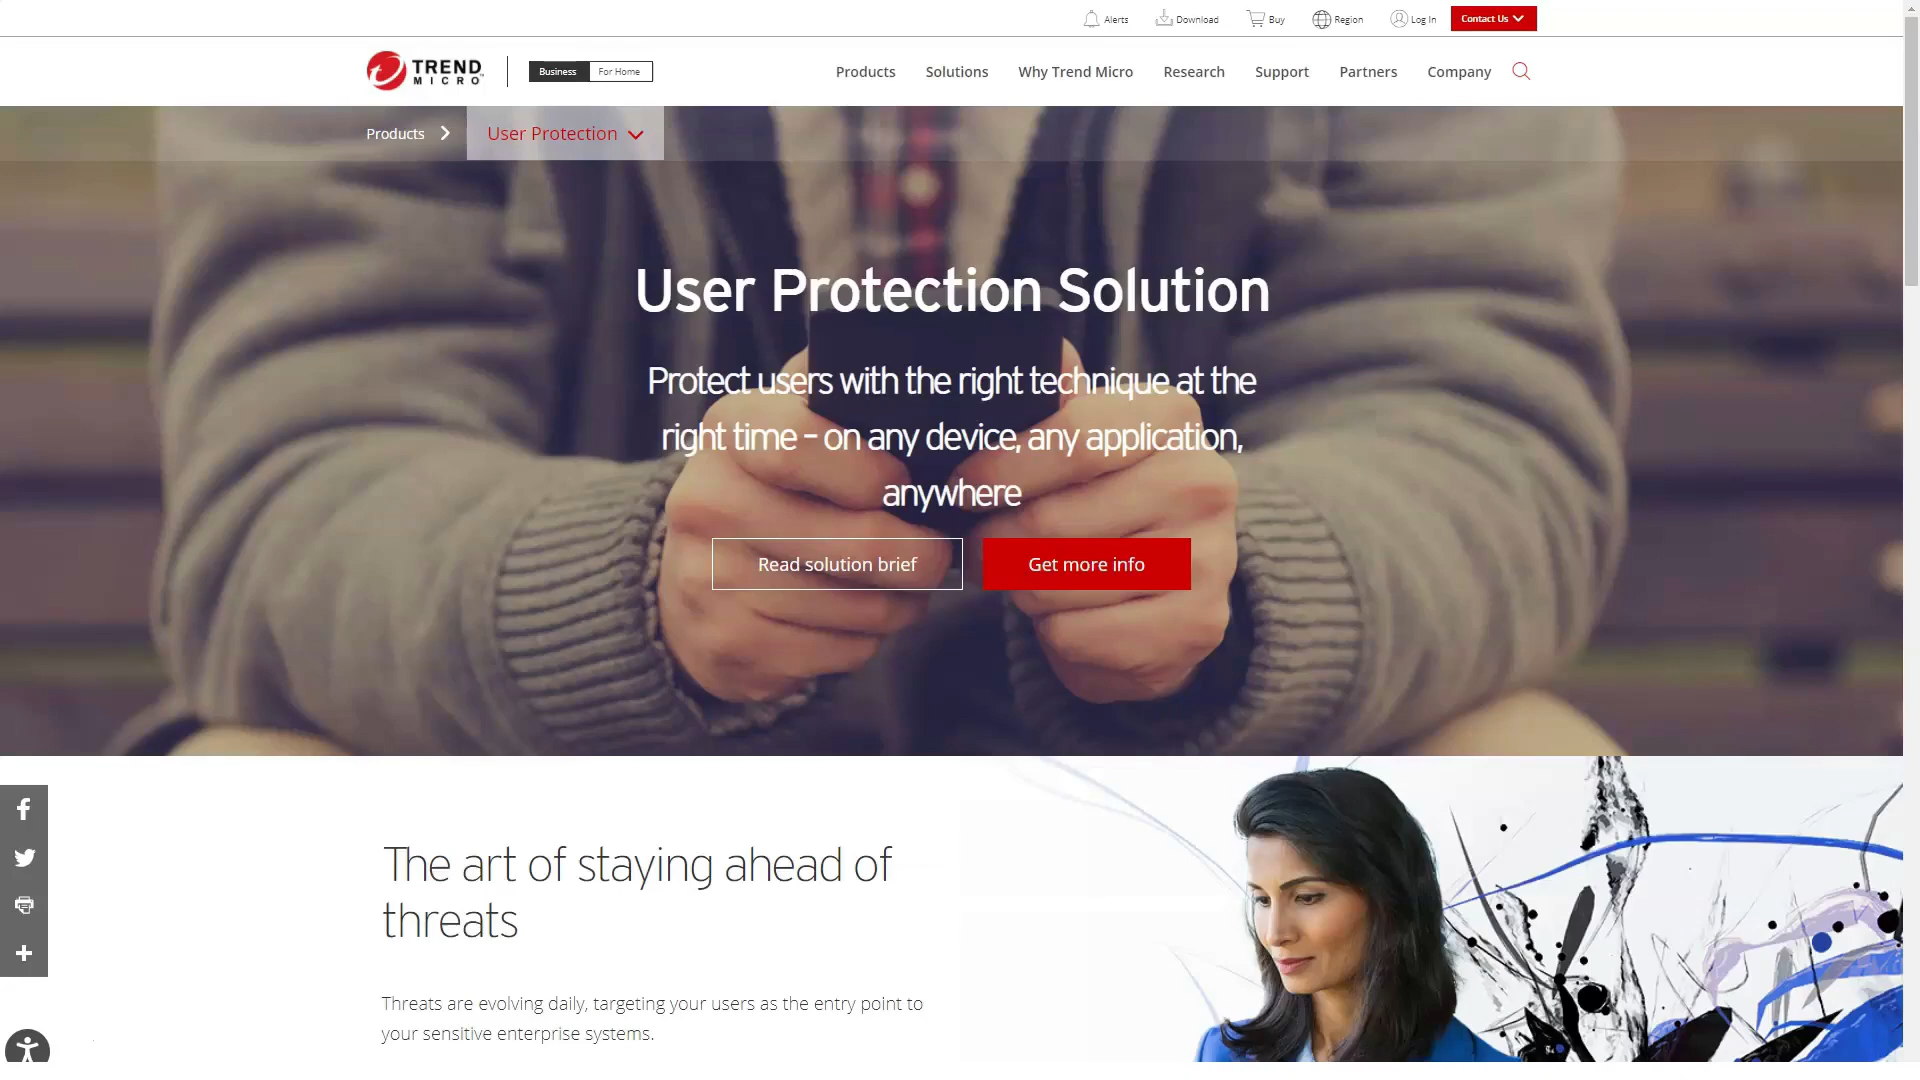 Alerts
Download
Buy
Region
Log In
Contact Us
TREND
MICRO
Business
For Home
Products
Solutions
Why Trend Micro
Research
Support
Partners
Company
Products
User Protection
User Protection Solution
Protect users with the right technique at the
right time – on any device, any application,
anywhere
Read solution brief
Get more info
The art of staying ahead of
threats
Threats are evolving daily, targeting your users as the entry point to
your sensitive enterprise systems.